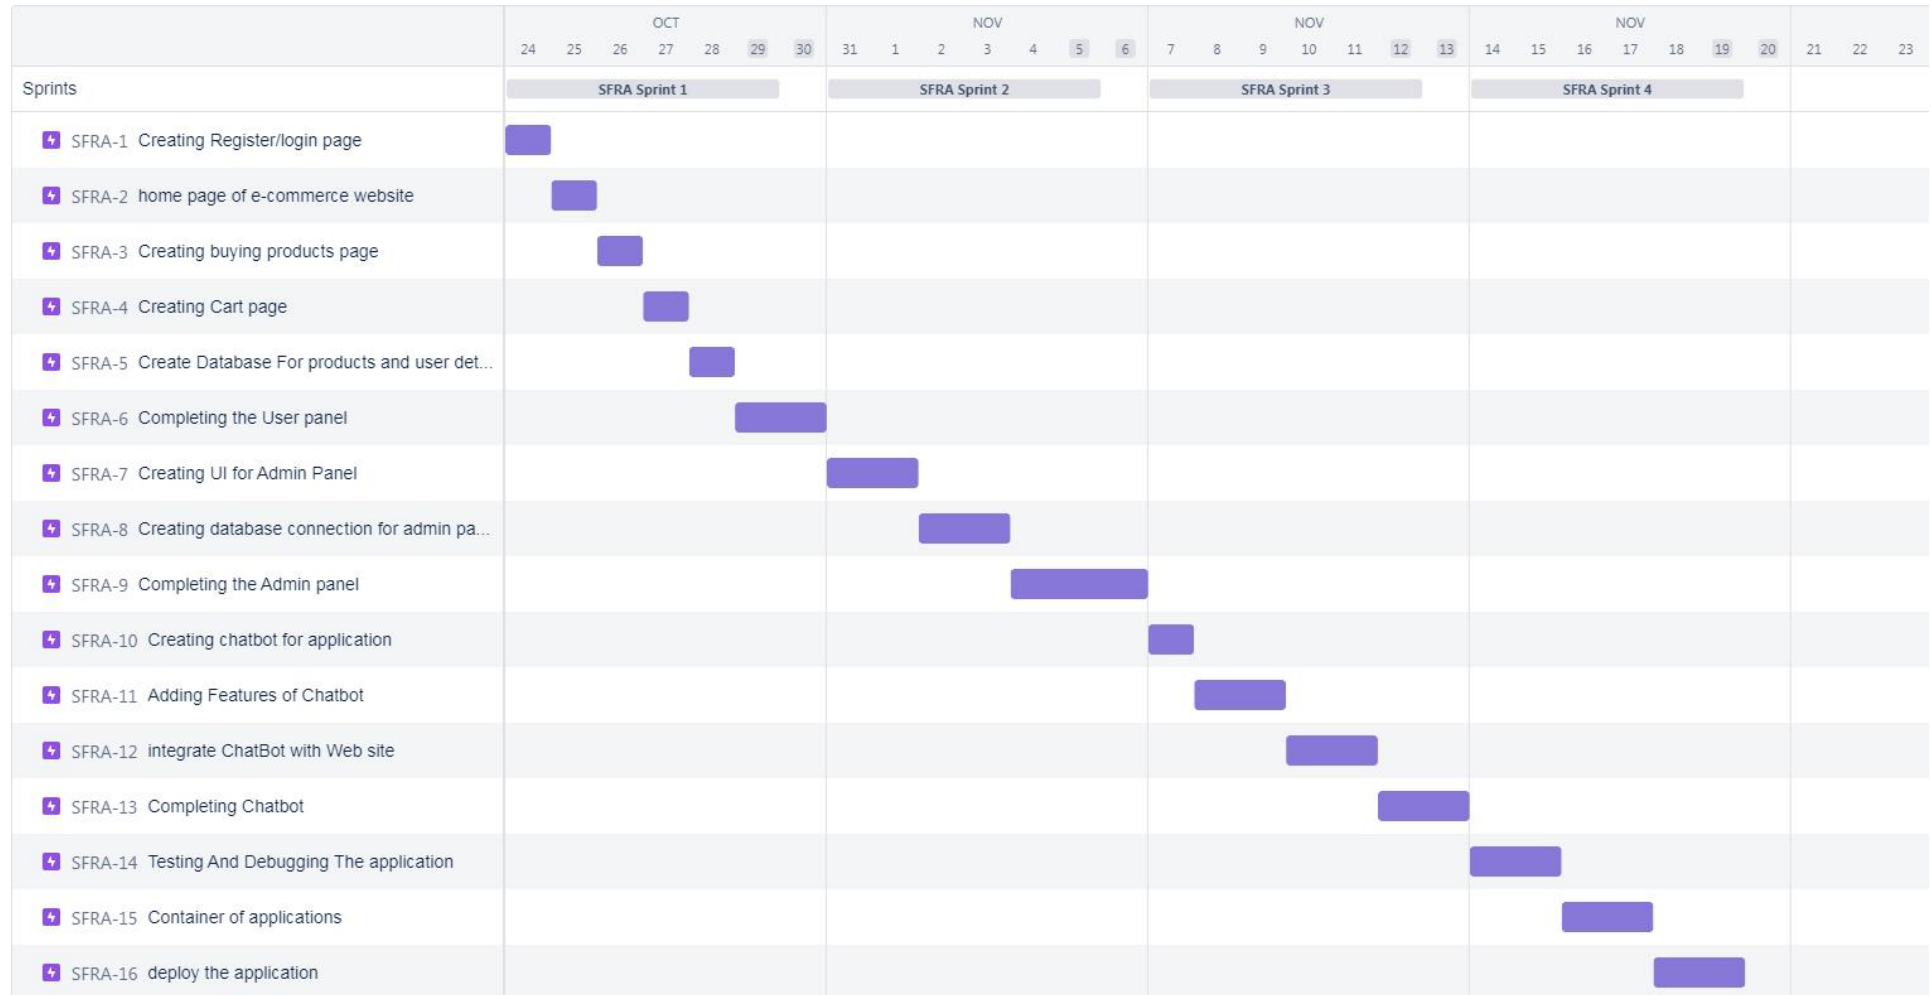 OCT NOV NOV NOV
24 25 26 27 28 29 30 31 1 2 3 4 5 6 7 8 9 10 11 12 13 14 15 16 17 18 19 20 21 22 23
Sprints SFRA Sprint 1 SFRA Sprint 2 SFRA Sprint 3 SFRA Sprint 4
SFRA-1 Creating Register/login page
SFRA-2 home page of e-commerce website
SFRA-3 Creating buying products page
SFRA-4 Creating Cart page
SFRA-5 Create Database For products and user det...
SFRA-6 Completing the User panel
SFRA-7 Creating UI for Admin Panel
SFRA-8 Creating database connection for admin pa...
SFRA-9 Completing the Admin panel
SFRA-10 Creating chatbot for application
SFRA-11 Adding Features of Chatbot
SFRA-12 integrate ChatBot with Web site
SFRA-13 Completing Chatbot
SFRA-14 Testing And Debugging The application
SFRA-15 Container of applications
SFRA-16 deploy the application